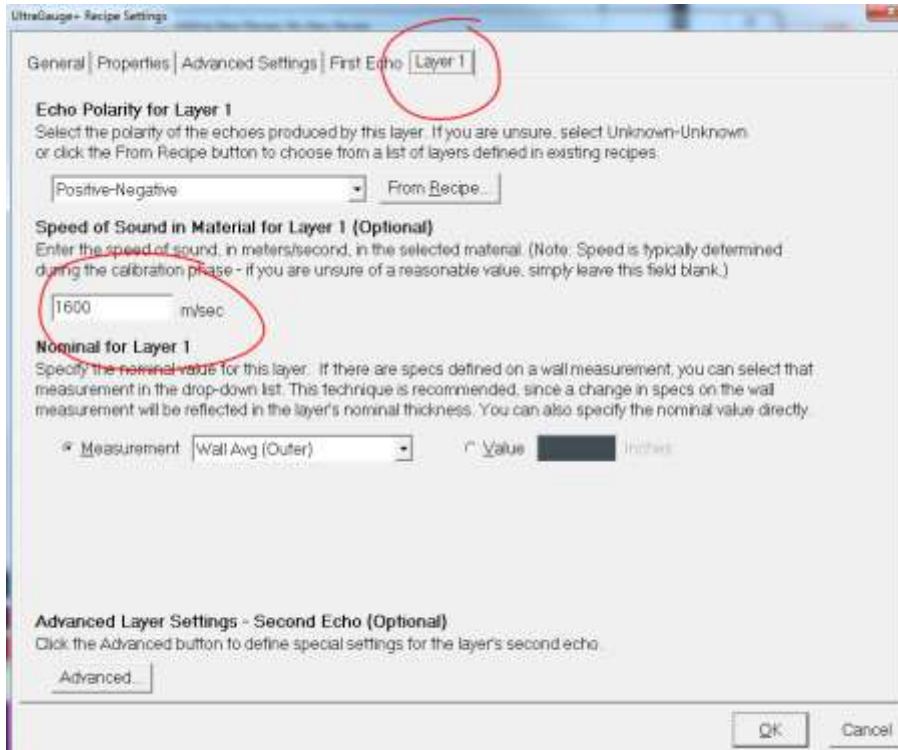 UltraGauge+ Recipe Settings
General Properties Advanced Settings First Echo Layer 1
Echo Polarity for Layer 1
Select the polarity of the echoes produced by this layer. If you are unsure, select Unknown-Unknown
or click the From Recipe button to choose from a list of layers defined in existing recipes.
Positive-Negative From Recipe...
Speed of Sound in Material for Layer 1 (Optional)
Enter the speed of sound, in meters/second, in the selected material. (Note: Speed is typically determined
during the calibration phase - if you are unsure of a reasonable value, simply leave this field blank.)
1600 m/sec
Nominal for Layer 1
Specify the nominal value for this layer. If there are specs defined on a wall measurement, you can select that
measurement in the drop-down list. This technique is recommended, since a change in specs on the wall
measurement will be reflected in the layer's nominal thickness. You can also specify the nominal value directly.
Measurement Wall Avg (Outer) Value Inches
Advanced Layer Settings - Second Echo (Optional)
Click the Advanced button to define special settings for the layer's second echo.
Advanced...
OK Cancel